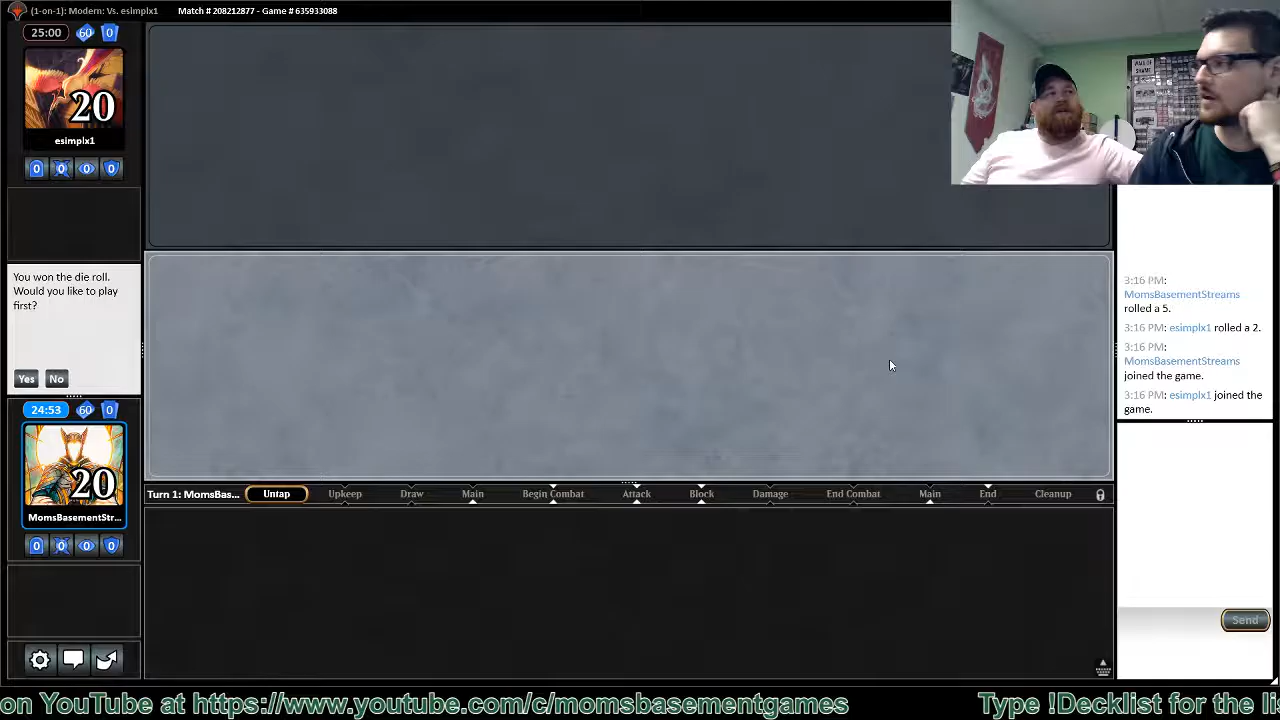 (1-on-1): Modern: Vs. esimplx1
Match # 208212877 - Game # 635933088
25:00 60 0
20
esimplx1
0 0 0 0
You won the die roll.
Would you like to play
first?
Yes No
24:53 60 0
20
MomsBasementStr...
0 0 0 0
Turn 1: MomsBas... Untap Upkeep Draw Main Begin Combat Attack Block Damage End Combat Main End Cleanup
3:16 PM:
MomsBasementStreams
rolled a 5.
3:16 PM: esimplx1 rolled a 2.
3:16 PM:
MomsBasementStreams
joined the game.
3:16 PM: esimplx1 joined the
game.
Send
on YouTube at https://www.youtube.com/c/momsbasementgames
Type !Decklist for the lis